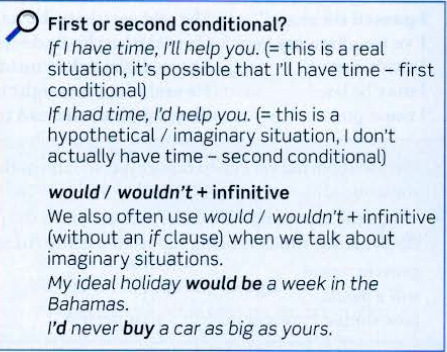 First or second conditional?
If I have time, I'll help you. (= this is a real
situation, it's possible that I'll have time – first
conditional)
If I had time, I'd help you. (= this is a
hypothetical / imaginary situation, I don't
actually have time – second conditional)
would / wouldn't + infinitive
We also often use would / wouldn't + infinitive
(without an if clause) when we talk about
imaginary situations.
My ideal holiday would be a week in the
Bahamas.
I'd never buy a car as big as yours.